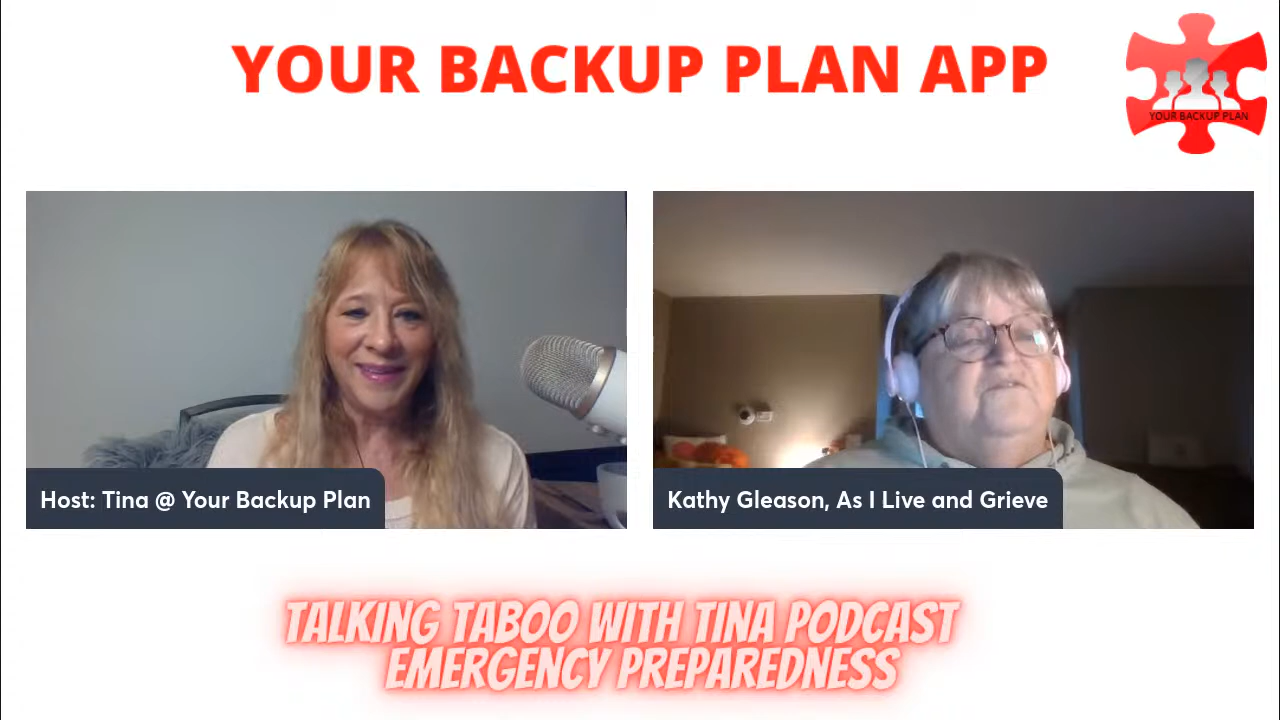 YOUR BACKUP PLAN APP
YOUR BACKUP PLAN
Host: Tina @ Your Backup Plan
Kathy Gleason, As I Live and Grieve
TALKING TABOO WITH TINA PODCAST
EMERGENCY PREPAREDNESS